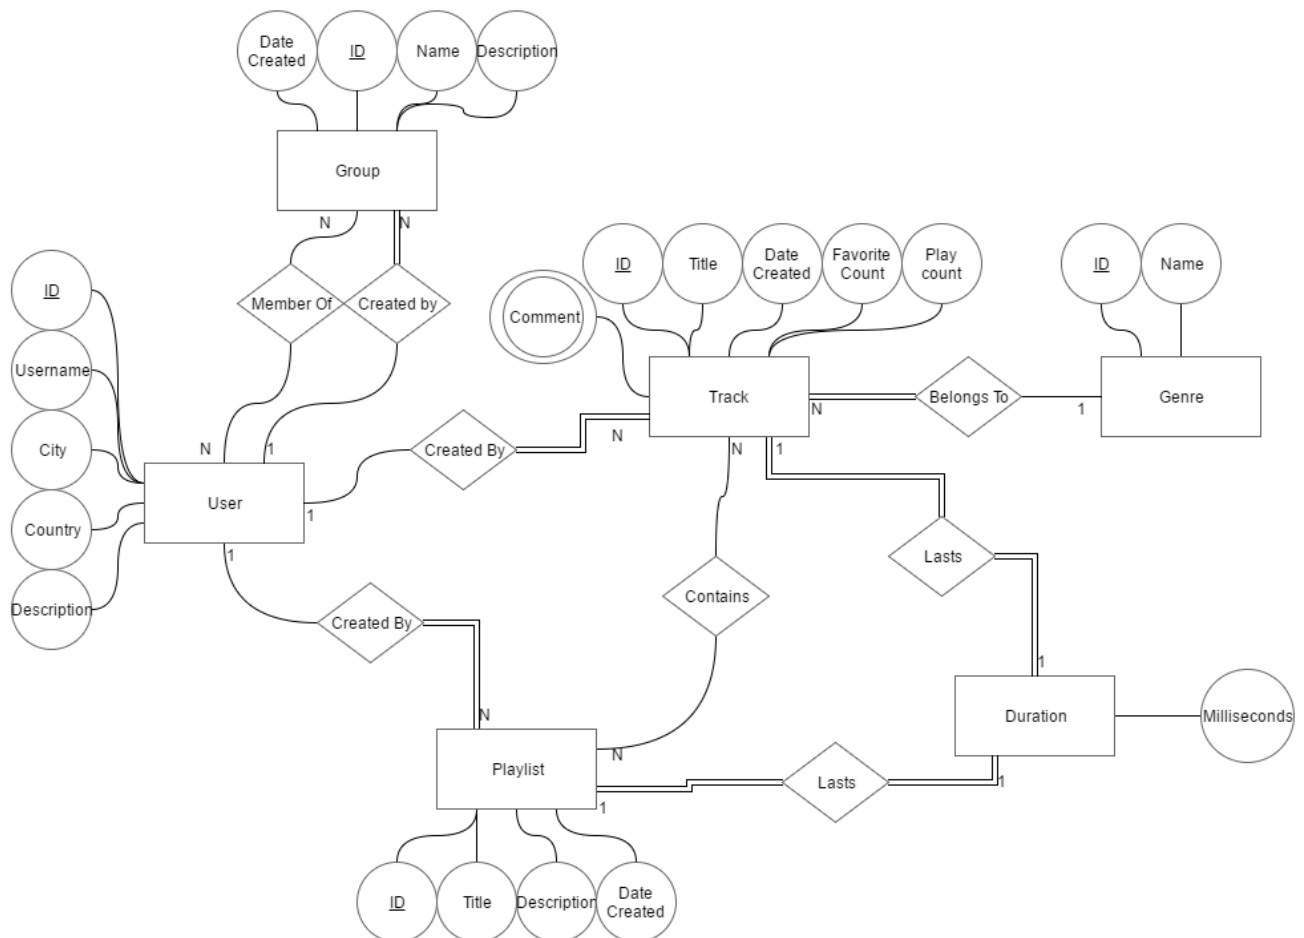 Date
Created
ID
Name
Description
Group
N
N
Member Of
Created by
ID
Username
City
Country
Description
N
1
User
1
1
Created By
N
Comment
ID
Title
Date
Created
Favorite
Count
Play
count
Track
N
Belongs To
1
ID
Name
Genre
N
1
Contains
Lasts
Created By
N
N
Playlist
1
Lasts
1
1
Duration
Milliseconds
ID
Title
Description
Date
Created